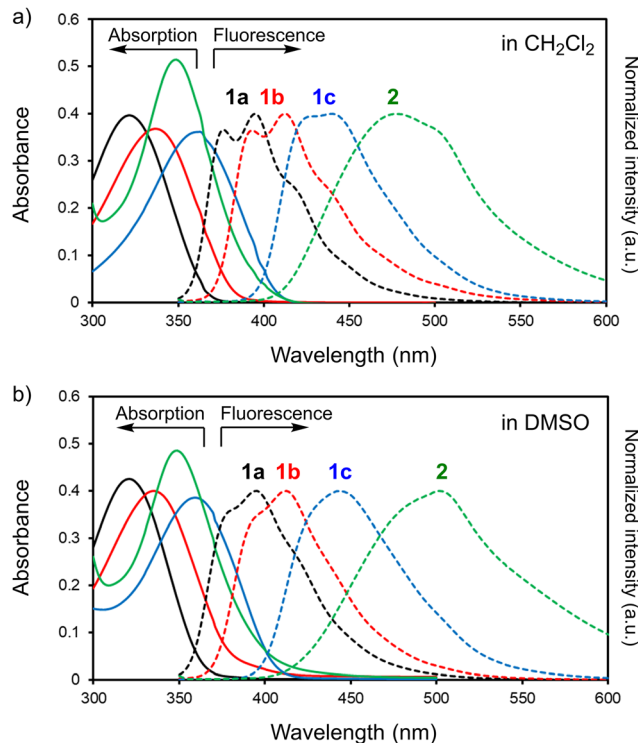 a)
Absorption
Fluorescence
in CH₂Cl₂
1a
1b
1c
2
Absorbance
0.6
0.5
0.4
0.3
0.2
0.1
0
Normalized intensity (a.u.)
300
350
400
450
500
550
600
Wavelength (nm)
b)
Absorption
Fluorescence
in DMSO
1a
1b
1c
2
Absorbance
0.6
0.5
0.4
0.3
0.2
0.1
0
Normalized intensity (a.u.)
300
350
400
450
500
550
600
Wavelength (nm)